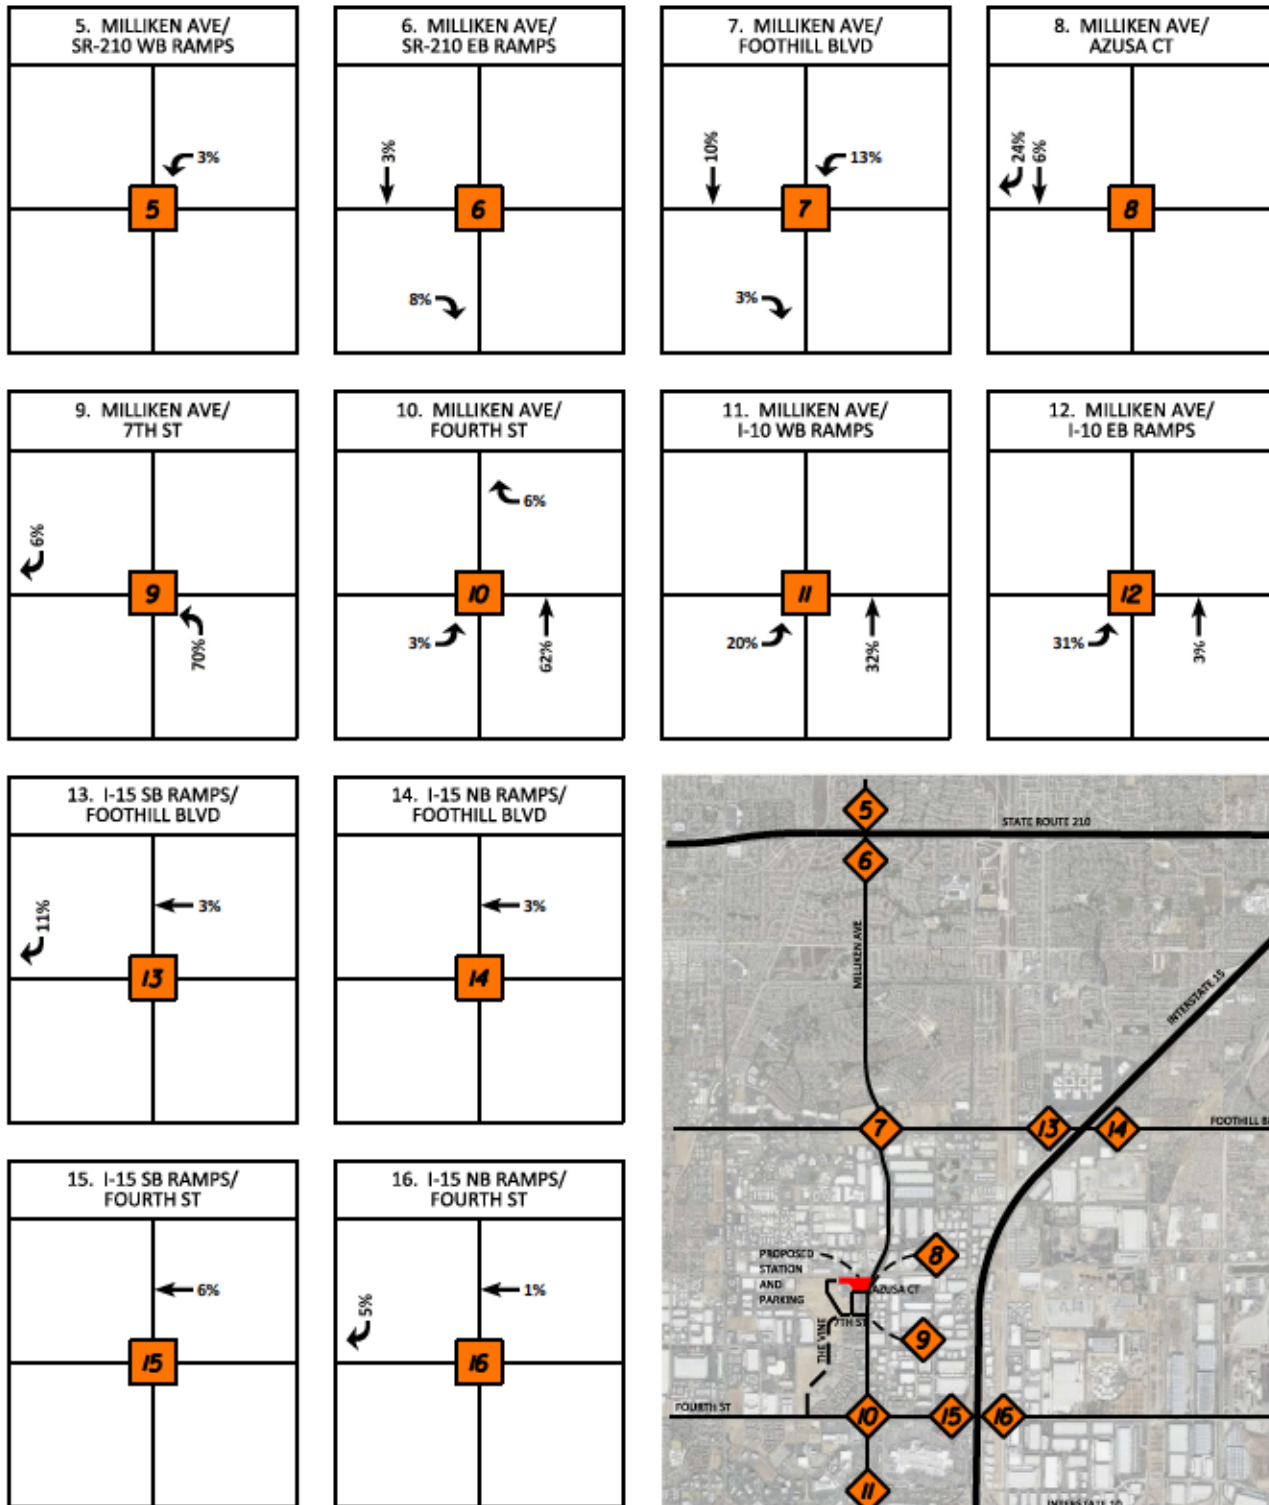 5. MILLIKEN AVE/
SR-210 WB RAMPS
3%
5
6. MILLIKEN AVE/
SR-210 EB RAMPS
3%
6
8%
7. MILLIKEN AVE/
FOOTHILL BLVD
10%
13%
7
3%
8. MILLIKEN AVE/
AZUSA CT
24%
6%
8
9. MILLIKEN AVE/
7TH ST
6%
9
70%
10. MILLIKEN AVE/
FOURTH ST
6%
10
3%
62%
11. MILLIKEN AVE/
I-10 WB RAMPS
11
20%
32%
12. MILLIKEN AVE/
I-10 EB RAMPS
12
31%
3%
13. I-15 SB RAMPS/
FOOTHILL BLVD
11%
3%
13
14. I-15 NB RAMPS/
FOOTHILL BLVD
3%
14
15. I-15 SB RAMPS/
FOURTH ST
6%
15
16. I-15 NB RAMPS/
FOURTH ST
5%
1%
16
5
STATE ROUTE 210
6
MILLIKEN AVE
INTERSTATE 15
7
13
14
FOOTHILL B
8
PROPOSED
STATION
AND
PARKING
AZUSA CT
7TH ST
9
THE VINE
FOURTH ST
10
15
16
11
INTERSTATE 10